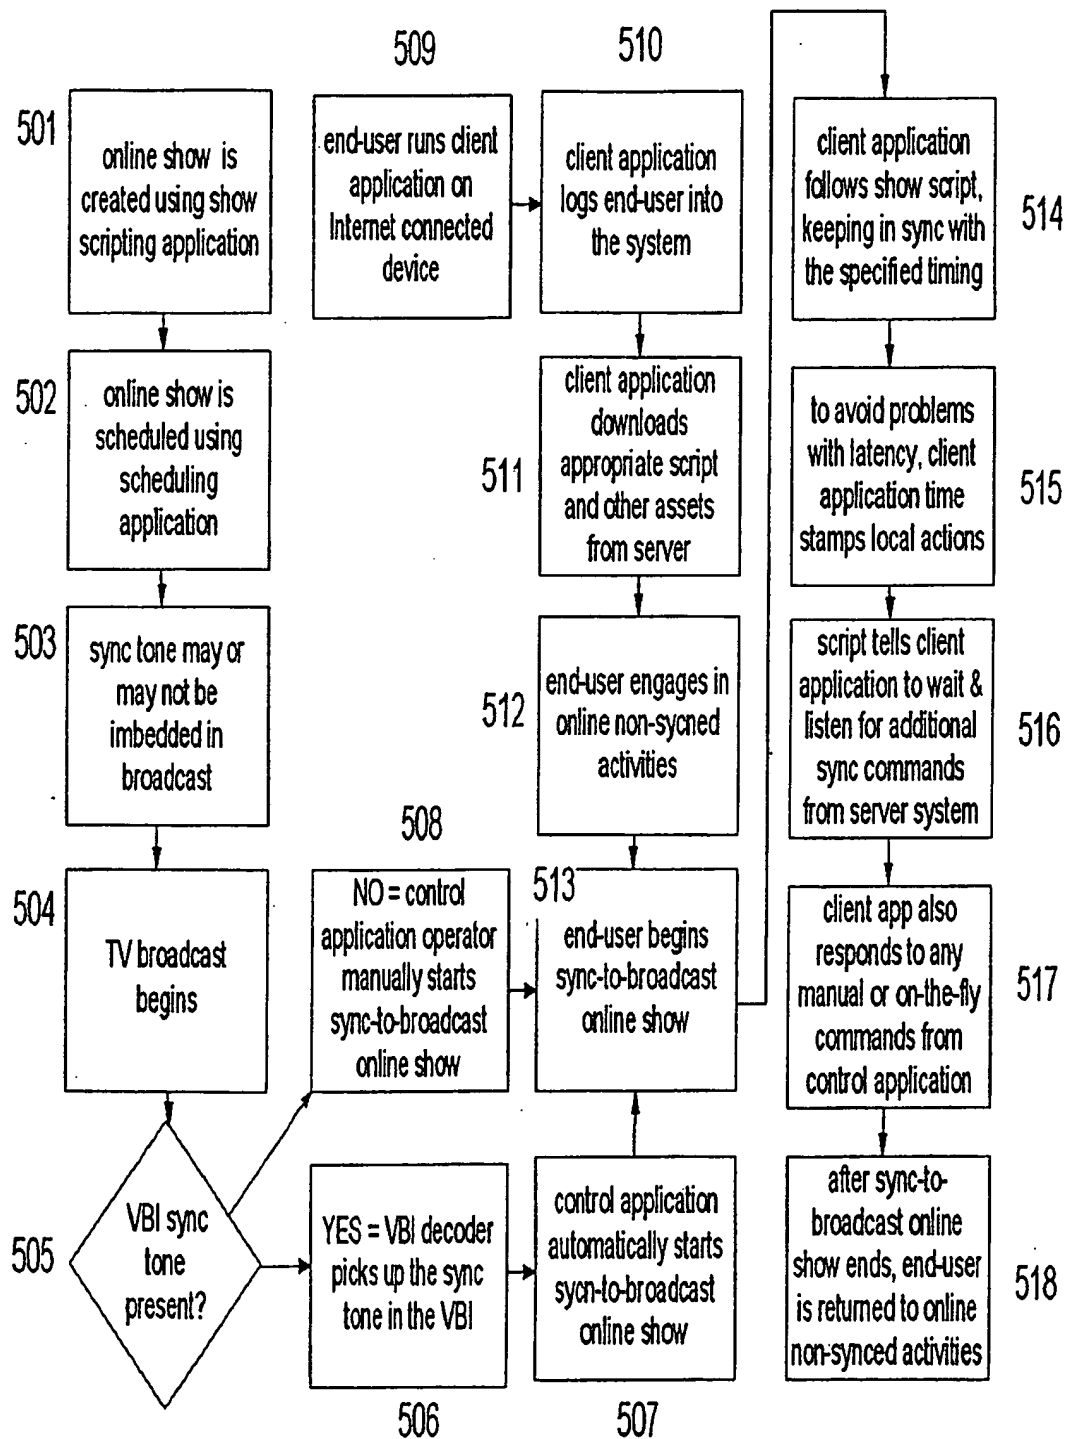 501
online show is
created using show
scripting application
502
online show is
scheduled using
scheduling
application
503
sync tone may or
may not be
imbedded in
broadcast
504
TV broadcast
begins
505
VBI sync
tone
present?
YES = VBI decoder
picks up the sync
tone in the VBI
506
control application
automatically starts
sycn-to-broadcast
online show
507
508
NO = control
application operator
manually starts
sync-to-broadcast
online show
509
end-user runs client
application on
Internet connected
device
510
client application
logs end-user into
the system
511
client application
downloads
appropriate script
and other assets
from server
512
end-user engages in
online non-sycned
activities
513
end-user begins
sync-to-broadcast
online show
client application
follows show script,
keeping in sync with
the specified timing
514
to avoid problems
with latency, client
application time
stamps local actions
515
script tells client
application to wait &
listen for additional
sync commands
from server system
516
client app also
responds to any
manual or on-the-fly
commands from
control application
517
after sync-to-
broadcast online
show ends, end-user
is returned to online
non-synced activities
518